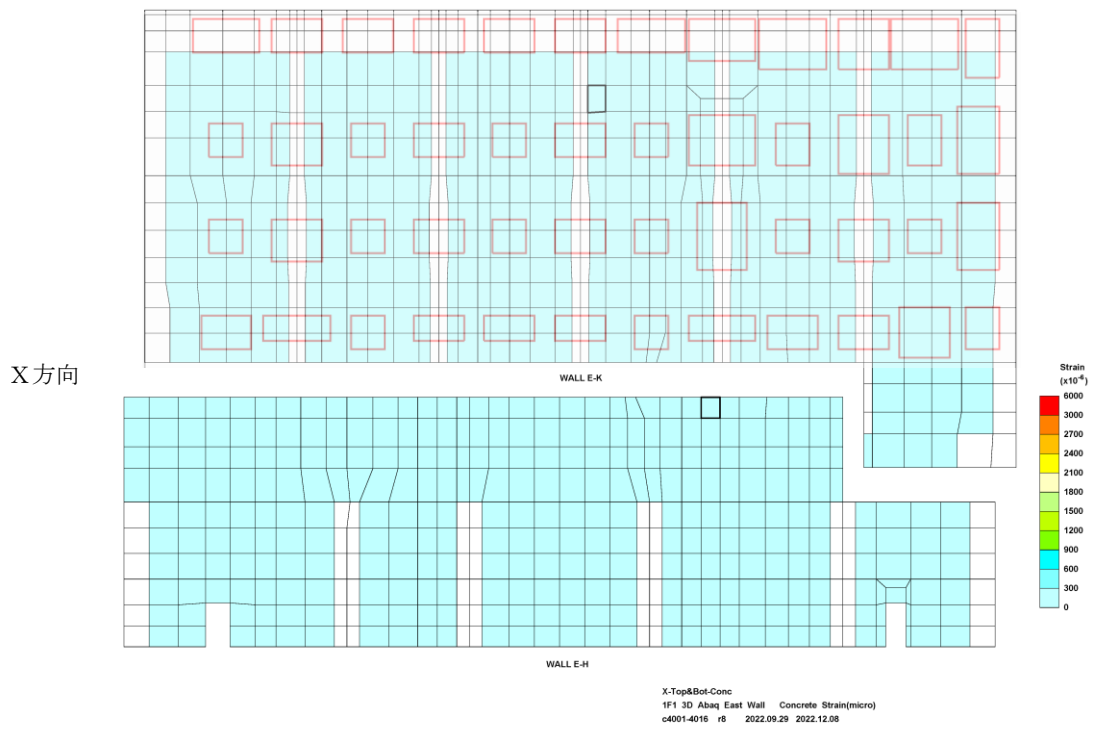 X方向
WALL E-K
Strain
(x10⁻⁶)
6000
3000
2700
2400
2100
1800
1500
1200
900
600
300
0
WALL E-H
X-Top&Bot-Conc
1F1 3D Abaq East Wall Concrete Strain(micro)
c4001-4016 r8 2022.09.29 2022.12.08